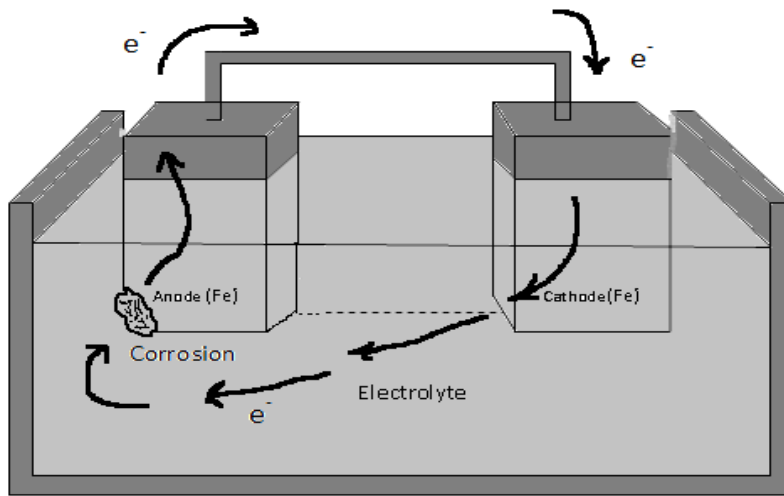 e⁻
e⁻
Anode (Fe)
Cathode (Fe)
Corrosion
Electrolyte
e⁻